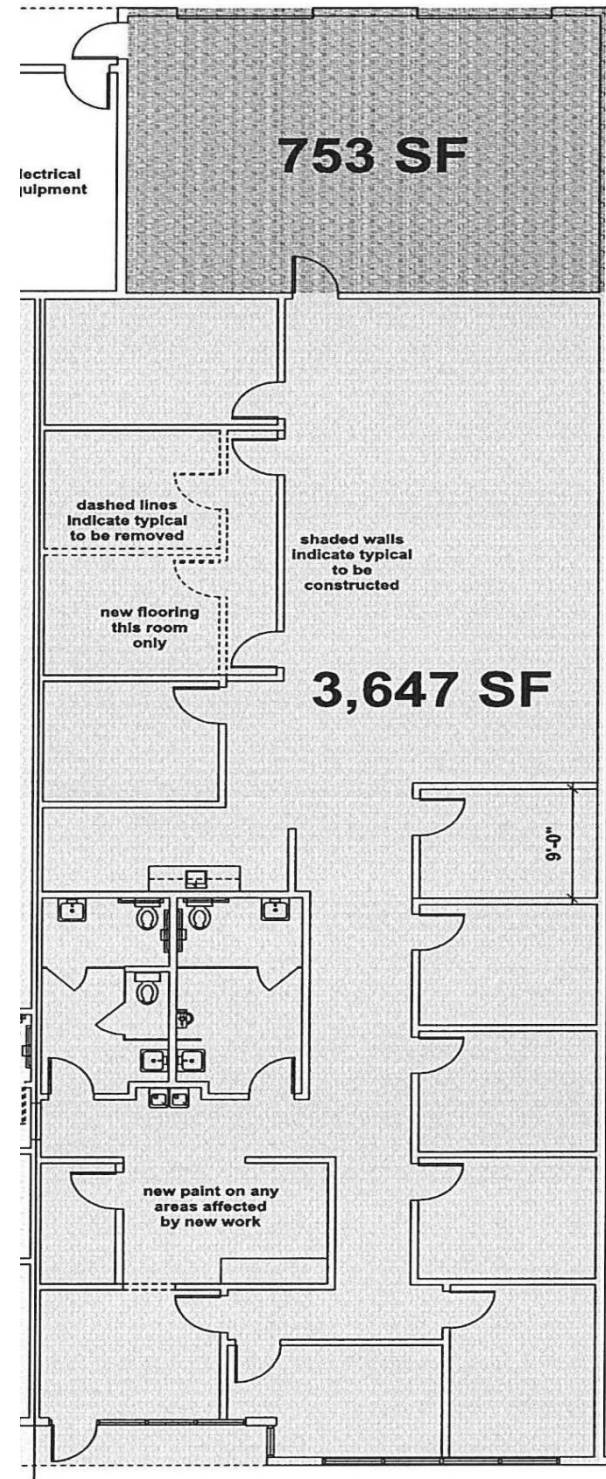 753 SF
lectrical
quipment
dashed lines
indicate typical
to be removed
shaded walls
indicate typical
to be
constructed
new flooring
this room
only
3,647 SF
9'-0"
new paint on any
areas affected
by new work